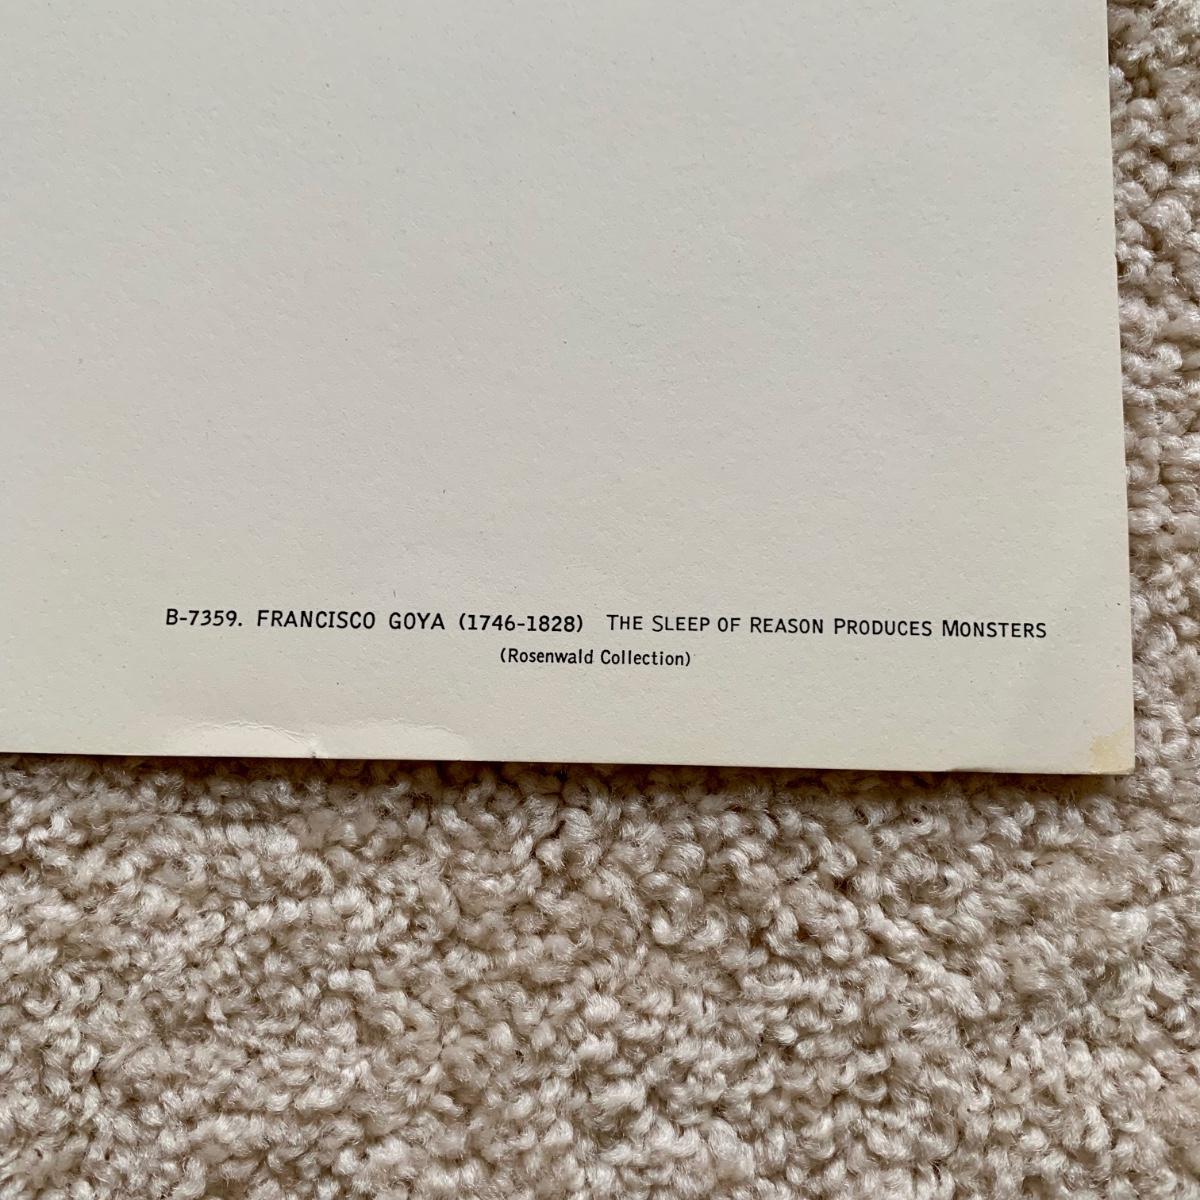 B-7359. FRANCISCO GOYA (1746-1828) THE SLEEP OF REASON PRODUCES MONSTERS
(Rosenwald Collection)